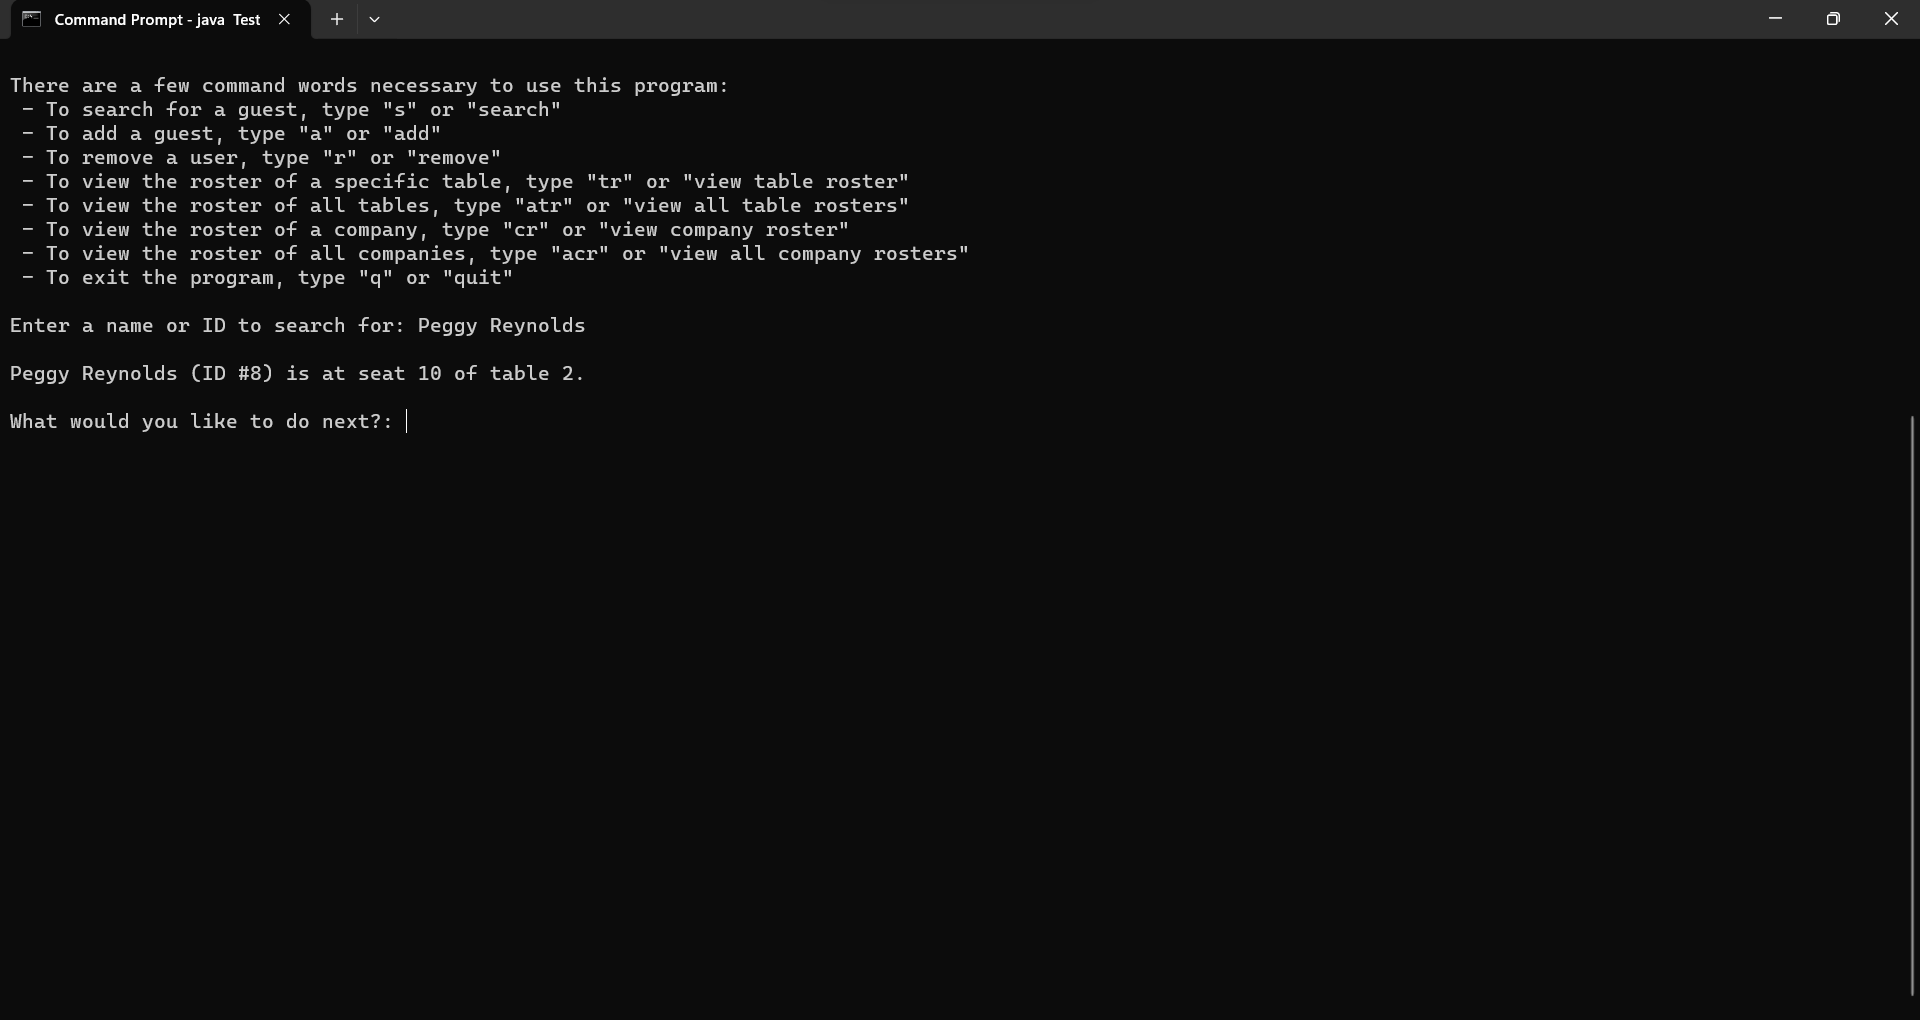 Command Prompt - java Test
There are a few command words necessary to use this program:
- To search for a guest, type "s" or "search"
- To add a guest, type "a" or "add"
- To remove a user, type "r" or "remove"
- To view the roster of a specific table, type "tr" or "view table roster"
- To view the roster of all tables, type "atr" or "view all table rosters"
- To view the roster of a company, type "cr" or "view company roster"
- To view the roster of all companies, type "acr" or "view all company rosters"
- To exit the program, type "q" or "quit"
Enter a name or ID to search for: Peggy Reynolds
Peggy Reynolds (ID #8) is at seat 10 of table 2.
What would you like to do next?: